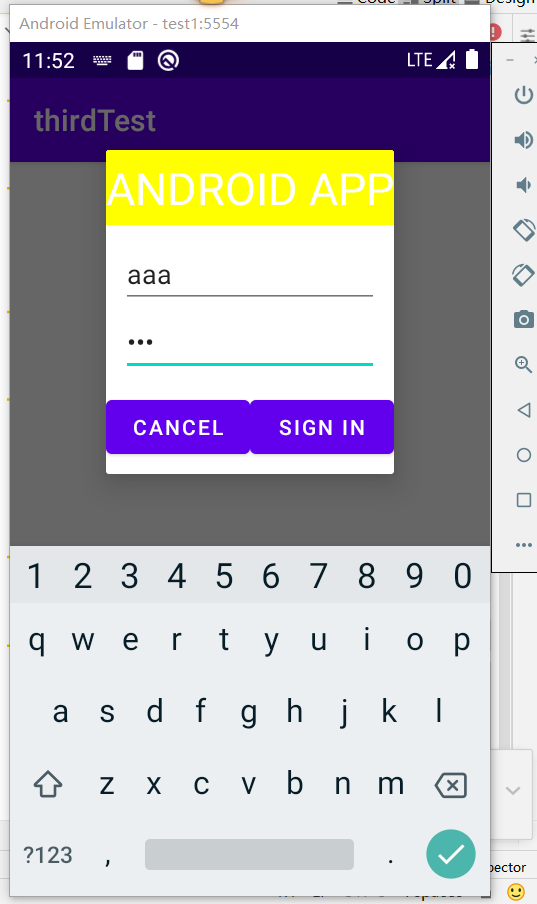 Code Split Design
Android Emulator - test1:5554
11:52 LTE
thirdTest
ANDROID APP
aaa
•••
CANCEL SIGN IN
1 2 3 4 5 6 7 8 9 0
q w e r t y u i o p
a s d f g h j k l
z x c v b n m
?123 , .
pector